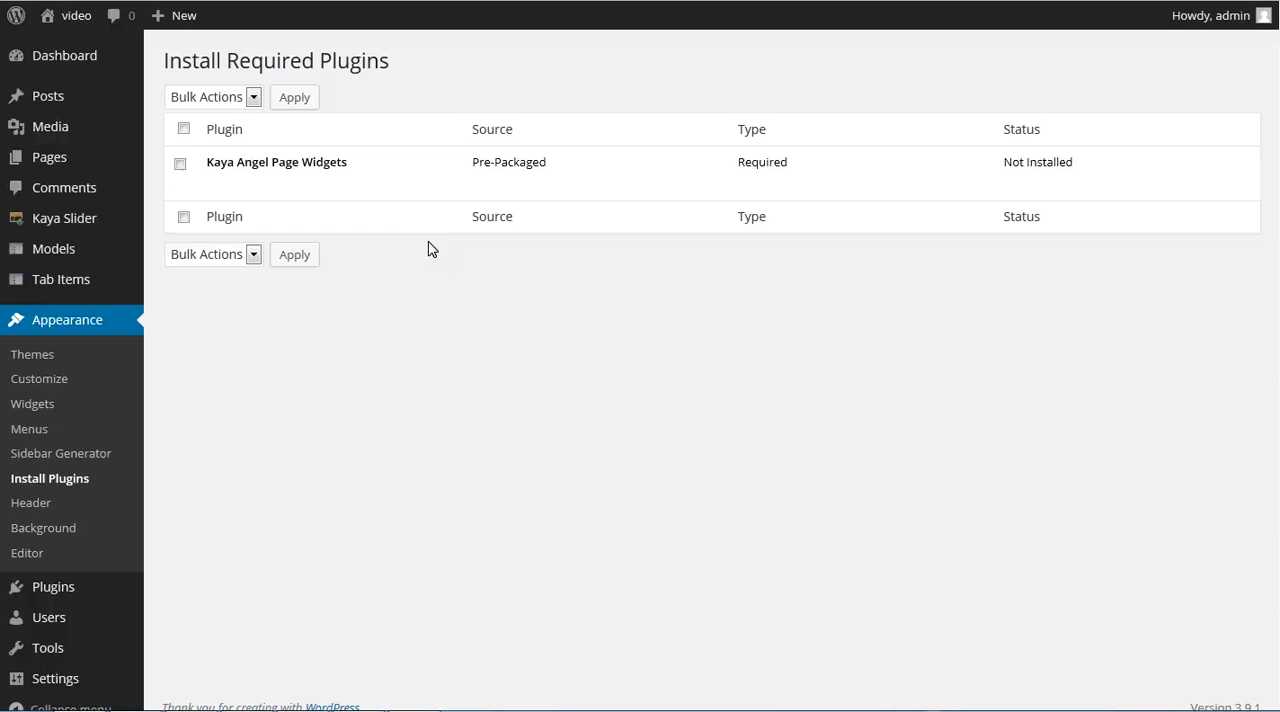 video 0 New Howdy, admin
Dashboard
Posts
Media
Pages
Comments
Kaya Slider
Models
Tab Items
Appearance
Themes
Customize
Widgets
Menus
Sidebar Generator
Install Plugins
Header
Background
Editor
Plugins
Users
Tools
Settings
Collapse menu
Install Required Plugins
Bulk Actions Apply
Plugin Source Type Status
Kaya Angel Page Widgets Pre-Packaged Required Not Installed
Plugin Source Type Status
Bulk Actions Apply
Thank you for creating with WordPress Version 3.9.1